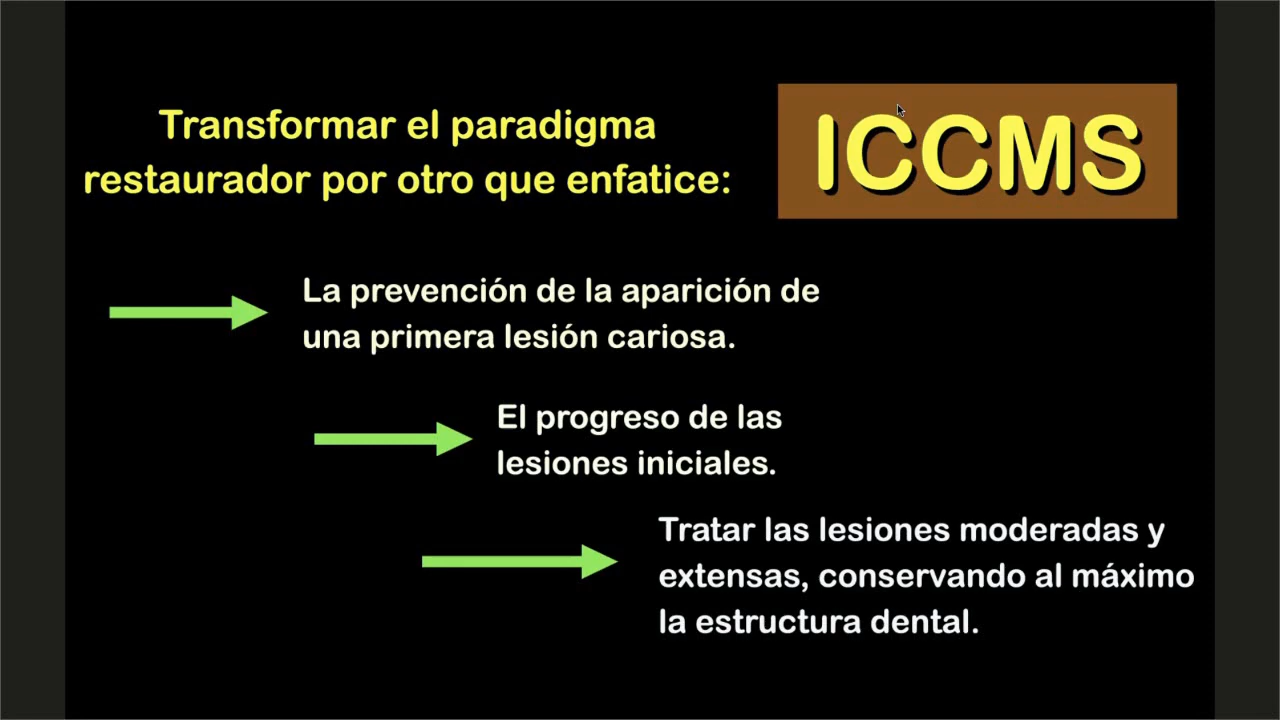 Transformar el paradigma
restaurador por otro que enfatice:
ICCMS
La prevención de la aparición de
una primera lesión cariosa.
El progreso de las
lesiones iniciales.
Tratar las lesiones moderadas y
extensas, conservando al máximo
la estructura dental.